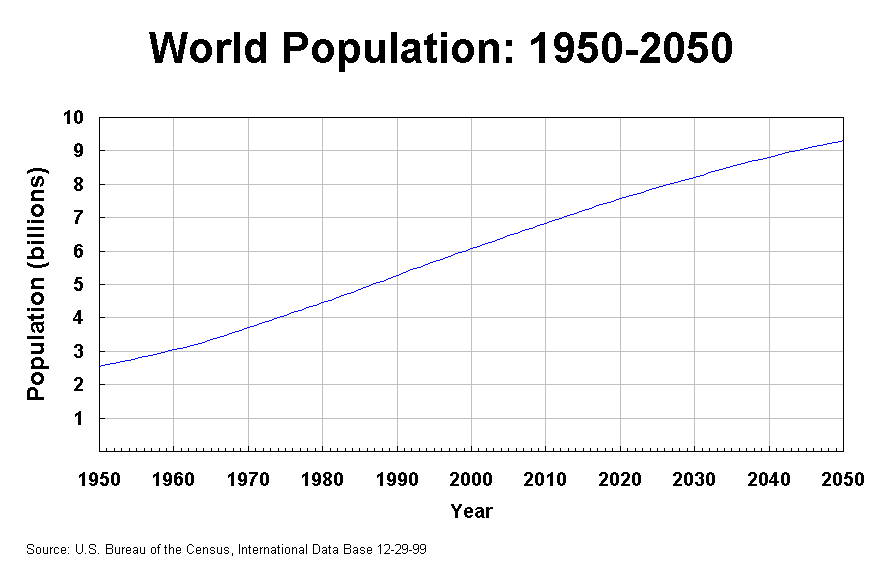 World Population: 1950-2050
Population (billions)
10
9
8
7
6
5
4
3
2
1
1950 1960 1970 1980 1990 2000 2010 2020 2030 2040 2050
Year
Source: U.S. Bureau of the Census, International Data Base 12-29-99